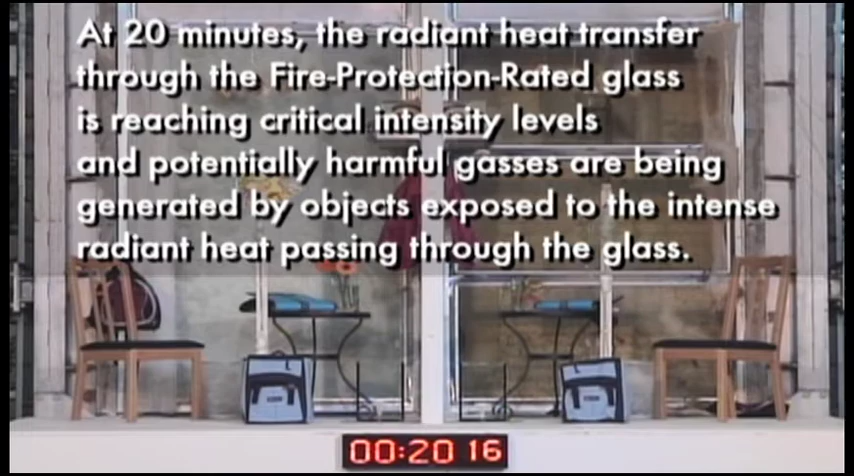 At 20 minutes, the radiant heat transfer
through the Fire-Protection-Rated glass
is reaching critical intensity levels
and potentially harmful gasses are being
generated by objects exposed to the intense
radiant heat passing through the glass.
00:20 16